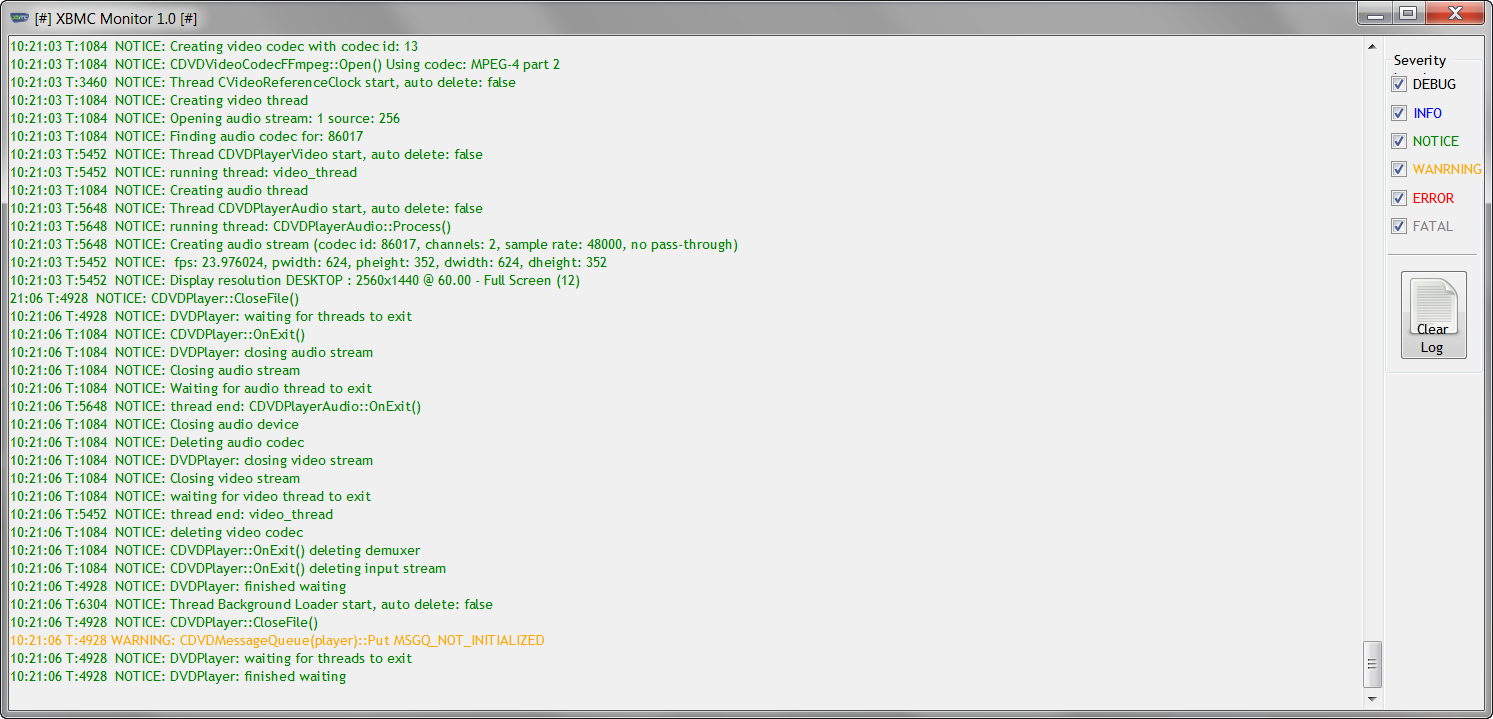 [#] XBMC Monitor 1.0 [#]
10:21:03 T:1084 NOTICE: Creating video codec with codec id: 13
10:21:03 T:1084 NOTICE: CDVDVideoCodecFFmpeg::Open() Using codec: MPEG-4 part 2
10:21:03 T:3460 NOTICE: Thread CVideoReferenceClock start, auto delete: false
10:21:03 T:1084 NOTICE: Creating video thread
10:21:03 T:1084 NOTICE: Opening audio stream: 1 source: 256
10:21:03 T:1084 NOTICE: Finding audio codec for: 86017
10:21:03 T:5452 NOTICE: Thread CDVDPlayerVideo start, auto delete: false
10:21:03 T:5452 NOTICE: running thread: video_thread
10:21:03 T:1084 NOTICE: Creating audio thread
10:21:03 T:5648 NOTICE: Thread CDVDPlayerAudio start, auto delete: false
10:21:03 T:5648 NOTICE: running thread: CDVDPlayerAudio::Process()
10:21:03 T:5648 NOTICE: Creating audio stream (codec id: 86017, channels: 2, sample rate: 48000, no pass-through)
10:21:03 T:5452 NOTICE: fps: 23.976024, pwidth: 624, pheight: 352, dwidth: 624, dheight: 352
10:21:03 T:5452 NOTICE: Display resolution DESKTOP : 2560x1440 @ 60.00 - Full Screen (12)
21:06 T:4928 NOTICE: CDVDPlayer::CloseFile()
10:21:06 T:4928 NOTICE: DVDPlayer: waiting for threads to exit
10:21:06 T:1084 NOTICE: CDVDPlayer::OnExit()
10:21:06 T:1084 NOTICE: DVDPlayer: closing audio stream
10:21:06 T:1084 NOTICE: Closing audio stream
10:21:06 T:1084 NOTICE: Waiting for audio thread to exit
10:21:06 T:5648 NOTICE: thread end: CDVDPlayerAudio::OnExit()
10:21:06 T:1084 NOTICE: Closing audio device
10:21:06 T:1084 NOTICE: Deleting audio codec
10:21:06 T:1084 NOTICE: DVDPlayer: closing video stream
10:21:06 T:1084 NOTICE: Closing video stream
10:21:06 T:1084 NOTICE: waiting for video thread to exit
10:21:06 T:5452 NOTICE: thread end: video_thread
10:21:06 T:1084 NOTICE: deleting video codec
10:21:06 T:1084 NOTICE: CDVDPlayer::OnExit() deleting demuxer
10:21:06 T:1084 NOTICE: CDVDPlayer::OnExit() deleting input stream
10:21:06 T:4928 NOTICE: DVDPlayer: finished waiting
10:21:06 T:6304 NOTICE: Thread Background Loader start, auto delete: false
10:21:06 T:4928 NOTICE: CDVDPlayer::CloseFile()
10:21:06 T:4928 WARNING: CDVDMessageQueue(player)::Put MSGQ_NOT_INITIALIZED
10:21:06 T:4928 NOTICE: DVDPlayer: waiting for threads to exit
10:21:06 T:4928 NOTICE: DVDPlayer: finished waiting
Severity
DEBUG
INFO
NOTICE
WANRNING
ERROR
FATAL
Clear
Log